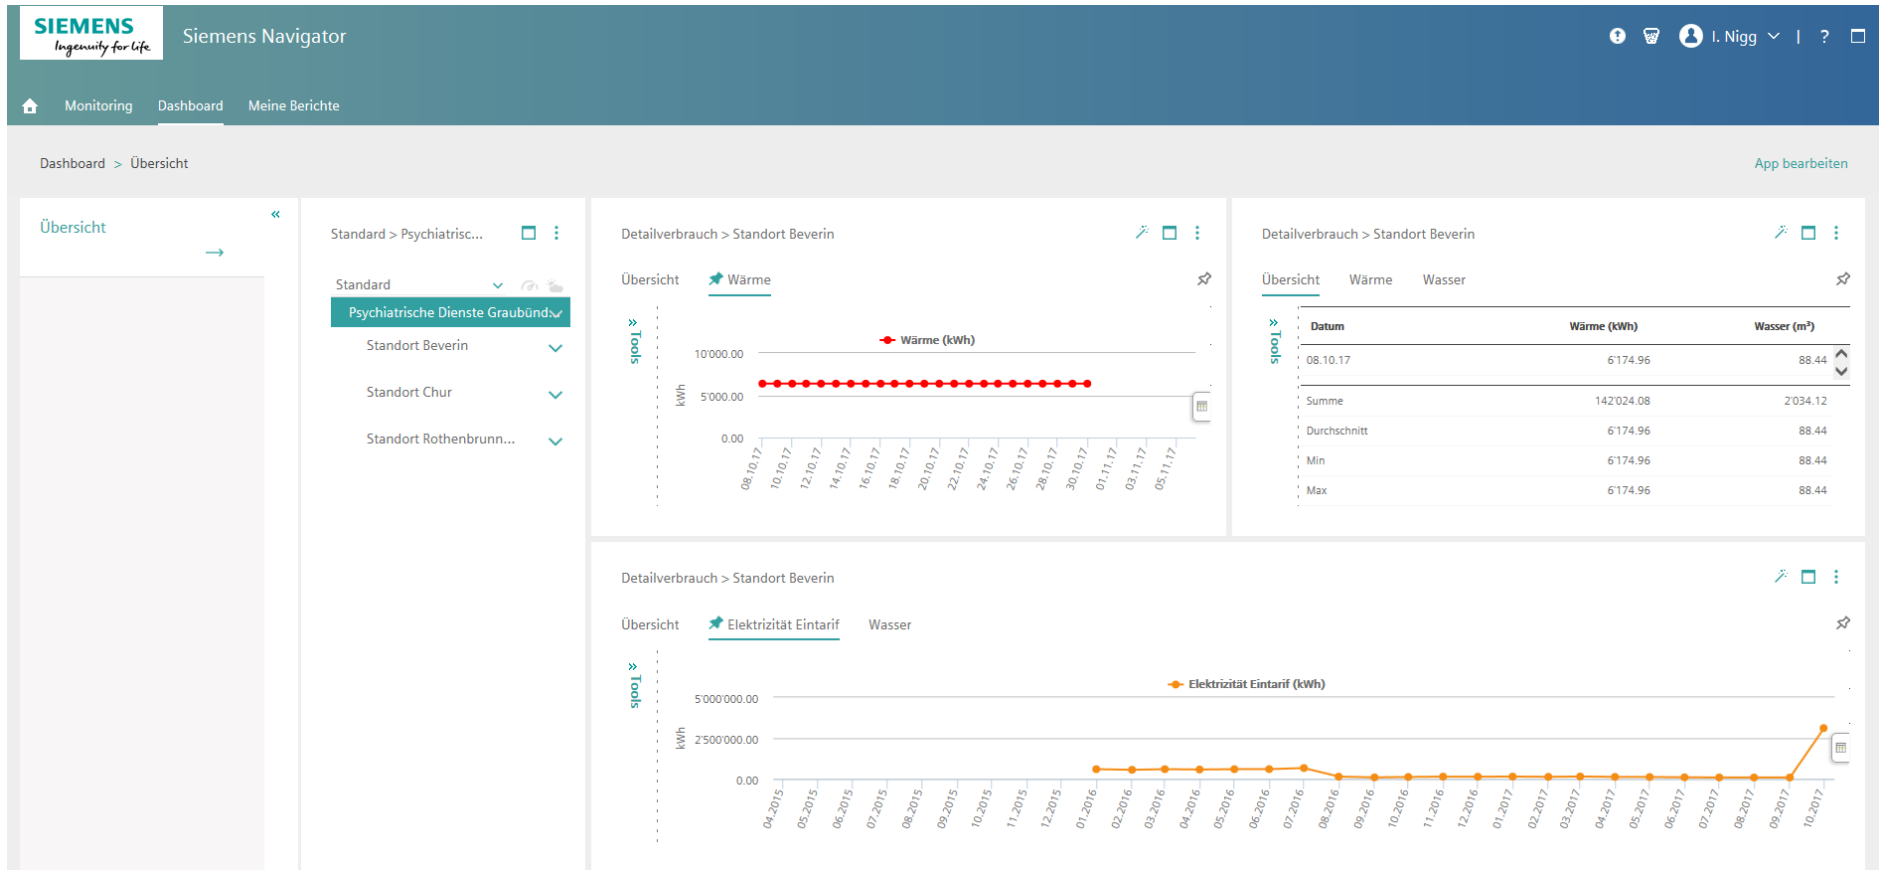 SIEMENS
Ingenuity for life
Siemens Navigator
I. Nigg
|
?
Monitoring
Dashboard
Meine Berichte
Dashboard > Übersicht
App bearbeiten
Übersicht
Standard > Psychiatrisc...
Standard
Psychiatrische Dienste Graubünd...
Standort Beverin
Standort Chur
Standort Rothenbrunn...
Detailverbrauch > Standort Beverin
Übersicht
Wärme
Tools
Wärme (kWh)
kWh
10'000.00
5'000.00
0.00
08.10.17
10.10.17
12.10.17
14.10.17
16.10.17
18.10.17
20.10.17
22.10.17
24.10.17
26.10.17
28.10.17
30.10.17
01.11.17
03.11.17
05.11.17
Detailverbrauch > Standort Beverin
Übersicht
Wärme
Wasser
Tools
Datum Wärme (kWh) Wasser (m³)
08.10.17 6'174.96 88.44
Summe 142'024.08 2'034.12
Durchschnitt 6'174.96 88.44
Min 6'174.96 88.44
Max 6'174.96 88.44
Detailverbrauch > Standort Beverin
Übersicht
Elektrizität Eintarif
Wasser
Tools
Elektrizität Eintarif (kWh)
kWh
5'000'000.00
2'500'000.00
0.00
04.2015
05.2015
06.2015
07.2015
08.2015
09.2015
10.2015
11.2015
12.2015
01.2016
02.2016
03.2016
04.2016
05.2016
06.2016
07.2016
08.2016
09.2016
10.2016
11.2016
12.2016
01.2017
02.2017
03.2017
04.2017
05.2017
06.2017
07.2017
08.2017
09.2017
10.2017